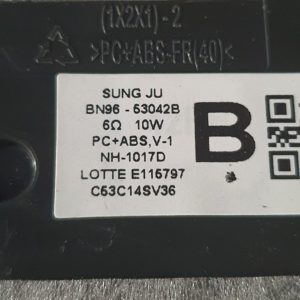 (1X2X1)-2
>PC+ABS-FR(40)<
SUNG JU
BN96 - 53042B
6Ω 10W
PC+ABS,V-1
NH-1017D
LOTTE E115797
C53C14SV36
B